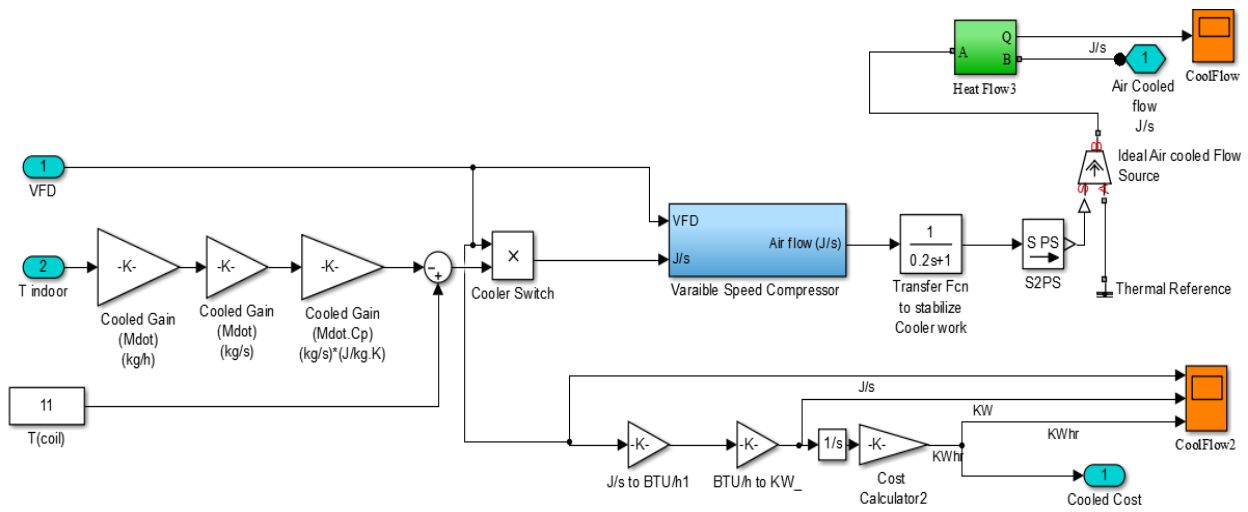 Q
A
B
J/s
Heat Flow3
1
Air Cooled
flow
J/s
CoolFlow
B
S
A
Ideal Air cooled Flow
Source
1
VFD
2
T indoor
-K-
Cooled Gain
(Mdot)
(kg/h)
-K-
Cooled Gain
(Mdot)
(kg/s)
-K-
Cooled Gain
(Mdot.Cp)
(kg/s)*(J/kg.K)
-
+
X
Cooler Switch
VFD
J/s
Air flow (J/s)
Varaible Speed Compressor
1
0.2s+1
Transfer Fcn
to stabilize
Cooler work
S PS
S2PS
Thermal Reference
11
T(coil)
J/s
KW
KWhr
CoolFlow2
-K-
J/s to BTU/h1
-K-
BTU/h to KW_
1/s
-K-
Cost
Calculator2
KWhr
1
Cooled Cost